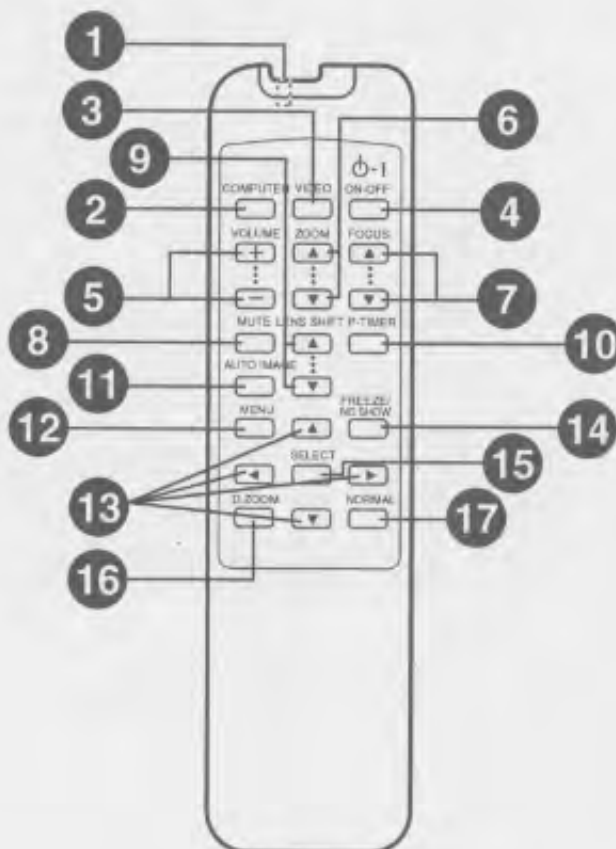 1
3
6
9
⏻-I
COMPUTER VIDEO ON-OFF
2
4
VOLUME ZOOM FOCUS
+
5
−
7
MUTE LENS SHIFT P-TIMER
8
10
AUTO IMAGE
11
MENU FREEZE/
NS SHOW
12
14
SELECT
15
13
D.ZOOM NORMAL
17
16